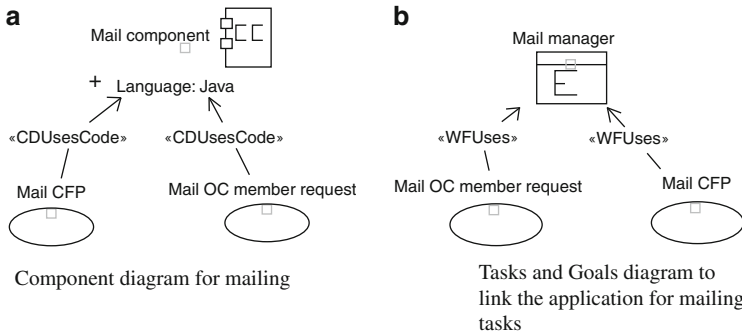 a
Mail component
+ Language: Java
«CDUsesCode» «CDUsesCode»
Mail CFP
Mail OC member request
Component diagram for mailing
b
Mail manager
E
«WFUses» «WFUses»
Mail OC member request
Mail CFP
Tasks and Goals diagram to
link the application for mailing
tasks